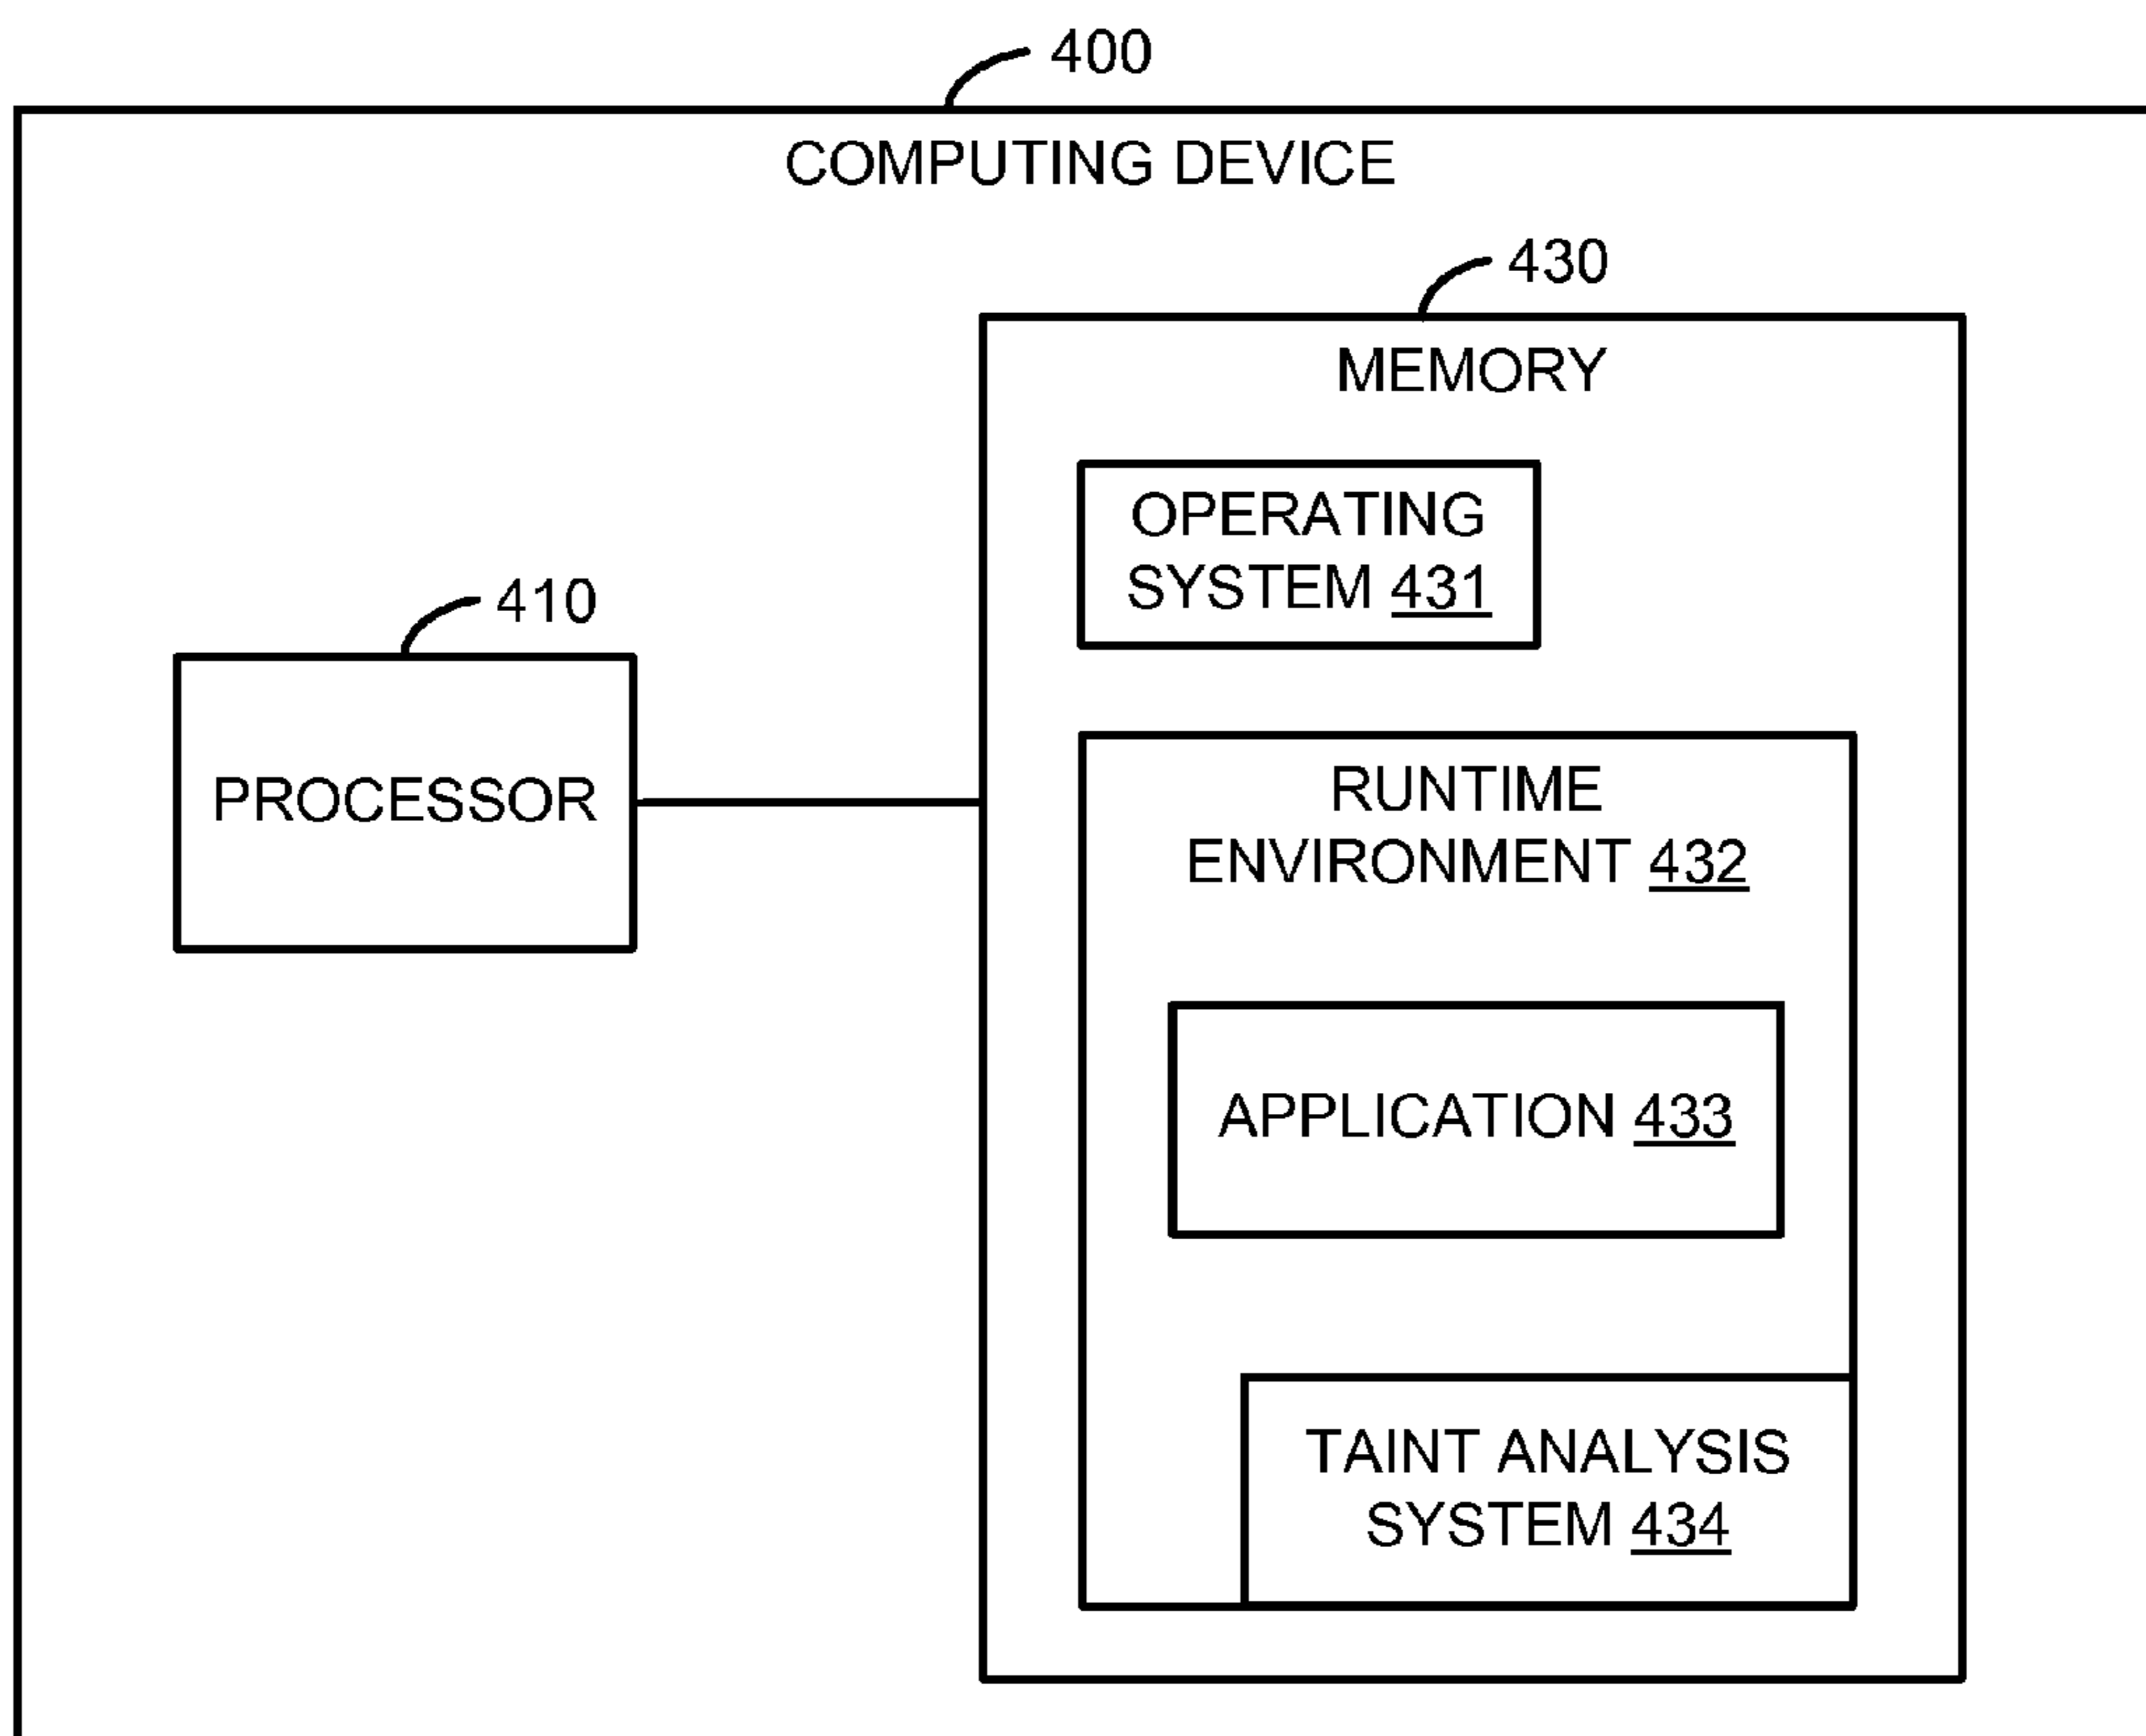 400
COMPUTING DEVICE
430
MEMORY
OPERATING
SYSTEM 431
410
PROCESSOR
RUNTIME
ENVIRONMENT 432
APPLICATION 433
TAINT ANALYSIS
SYSTEM 434